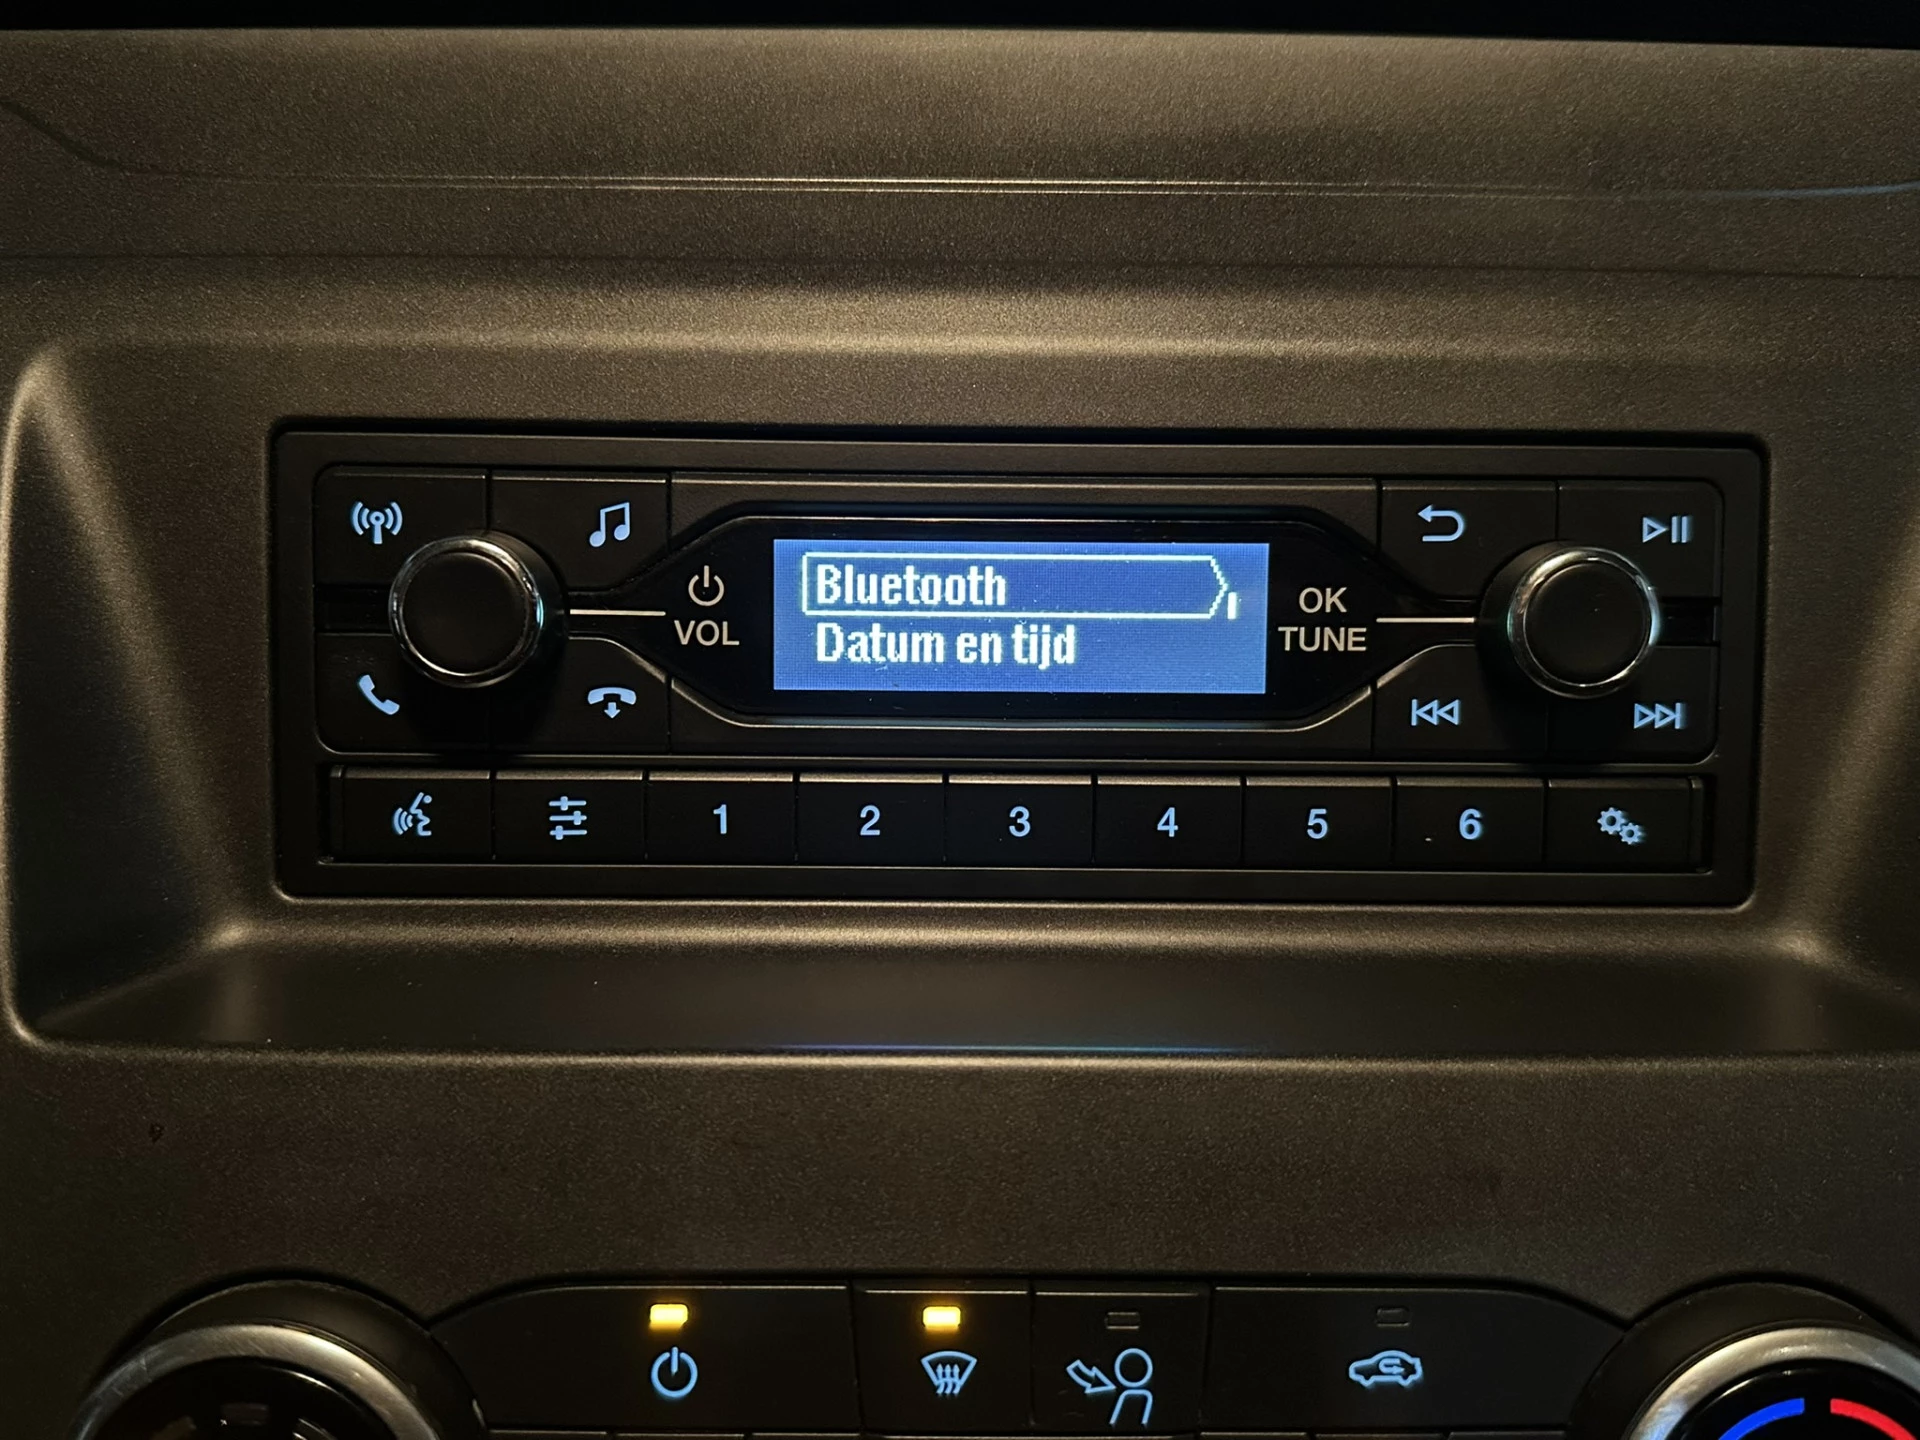 Bluetooth
Datum en tijd
VOL
OK
TUNE
1
2
3
4
5
6